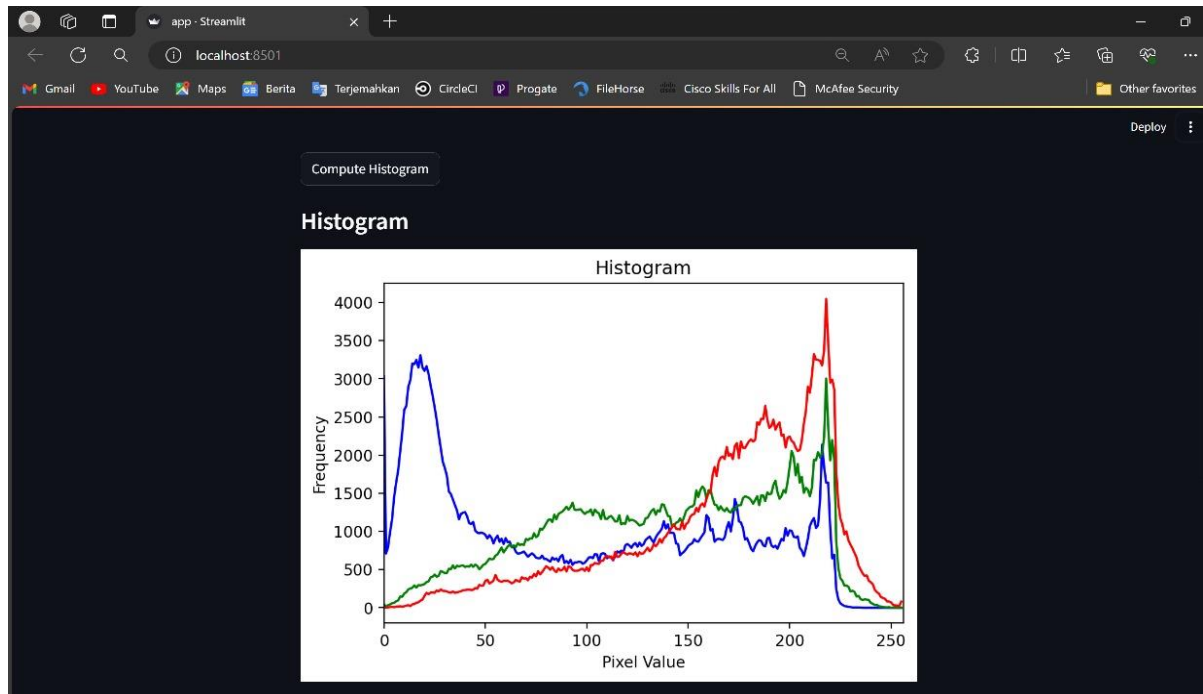 app - Streamlit
localhost:8501
Gmail YouTube Maps Berita Terjemahkan CircleCI Progate FileHorse Cisco Skills For All McAfee Security Other favorites
Deploy
Compute Histogram
Histogram
Histogram
Frequency
4000
3500
3000
2500
2000
1500
1000
500
0
0 50 100 150 200 250
Pixel Value